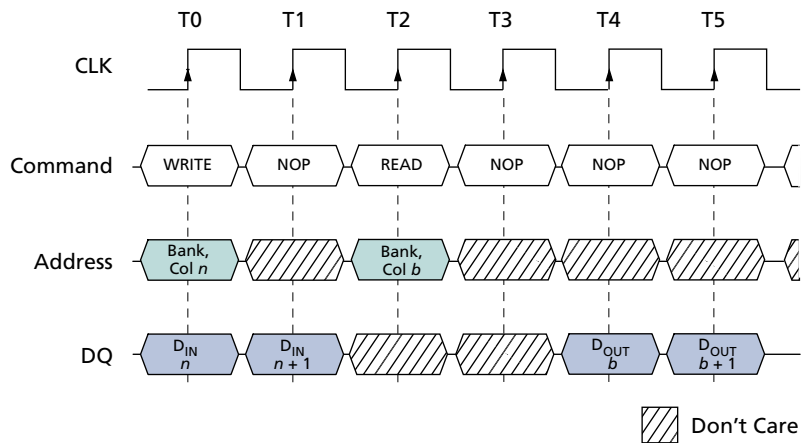 T0 T1 T2 T3 T4 T5
CLK
Command WRITE NOP READ NOP NOP NOP
Address Bank, Col n Bank, Col b
DQ DIN n DIN n + 1 DOUT b DOUT b + 1
Don't Care